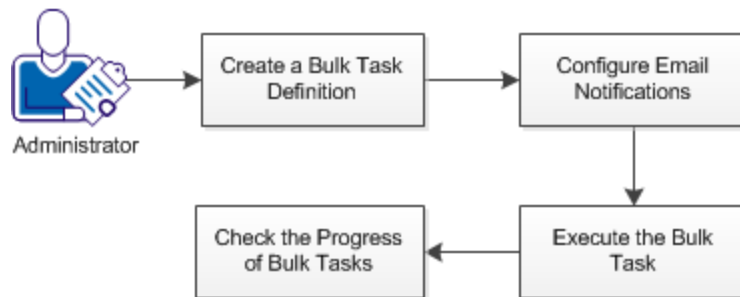 Create a Bulk Task
Definition
Configure Email
Notifications
Administrator
Check the Progress
of Bulk Tasks
Execute the Bulk
Task